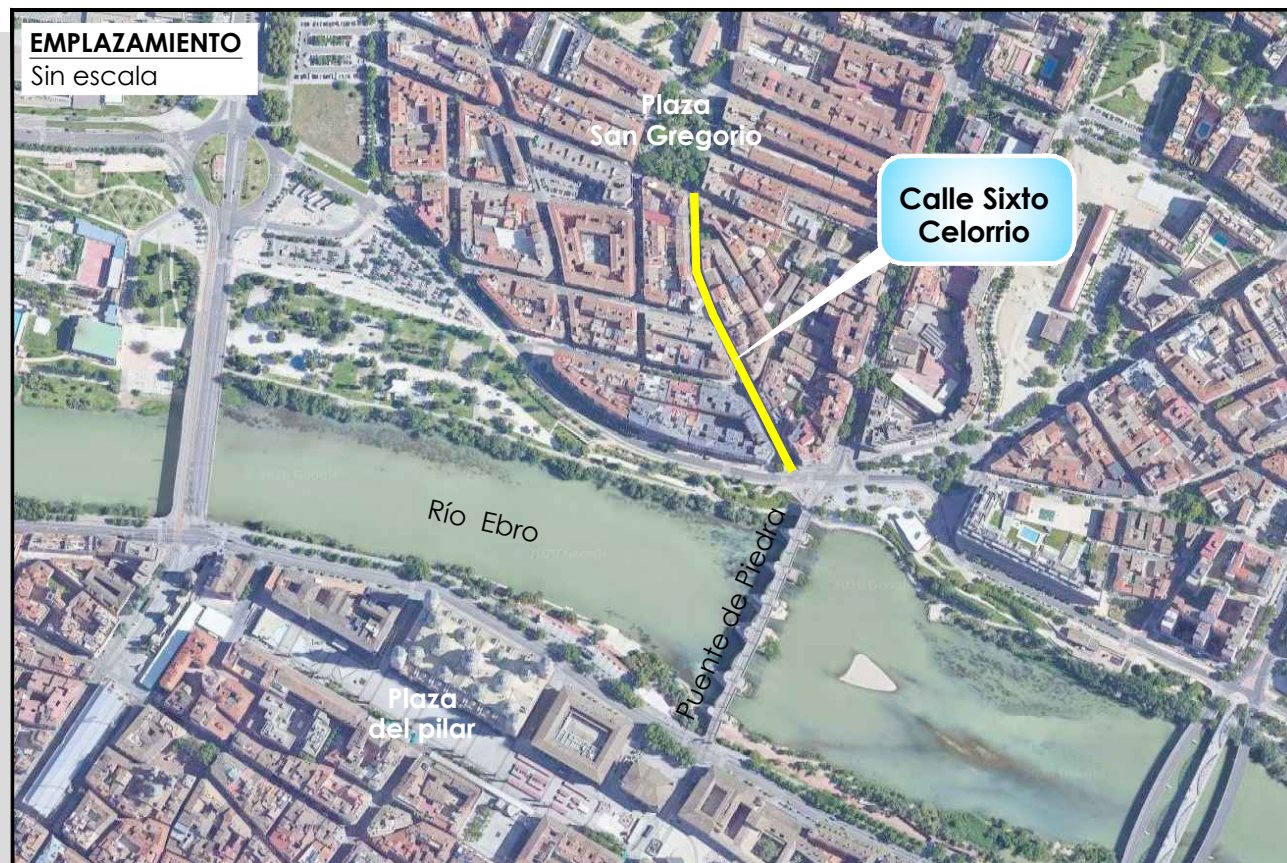 EMPLAZAMIENTO
Sin escala
Plaza
San Gregorio
Calle Sixto
Celorrio
Río Ebro
Puente de Piedra
Plaza
del pilar